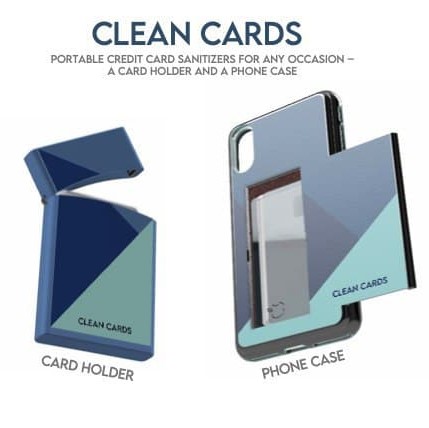 CLEAN CARDS
PORTABLE CREDIT CARD SANITIZERS FOR ANY OCCASION –
A CARD HOLDER AND A PHONE CASE
CLEAN CARDS
CARD HOLDER
CLEAN CARDS
PHONE CASE